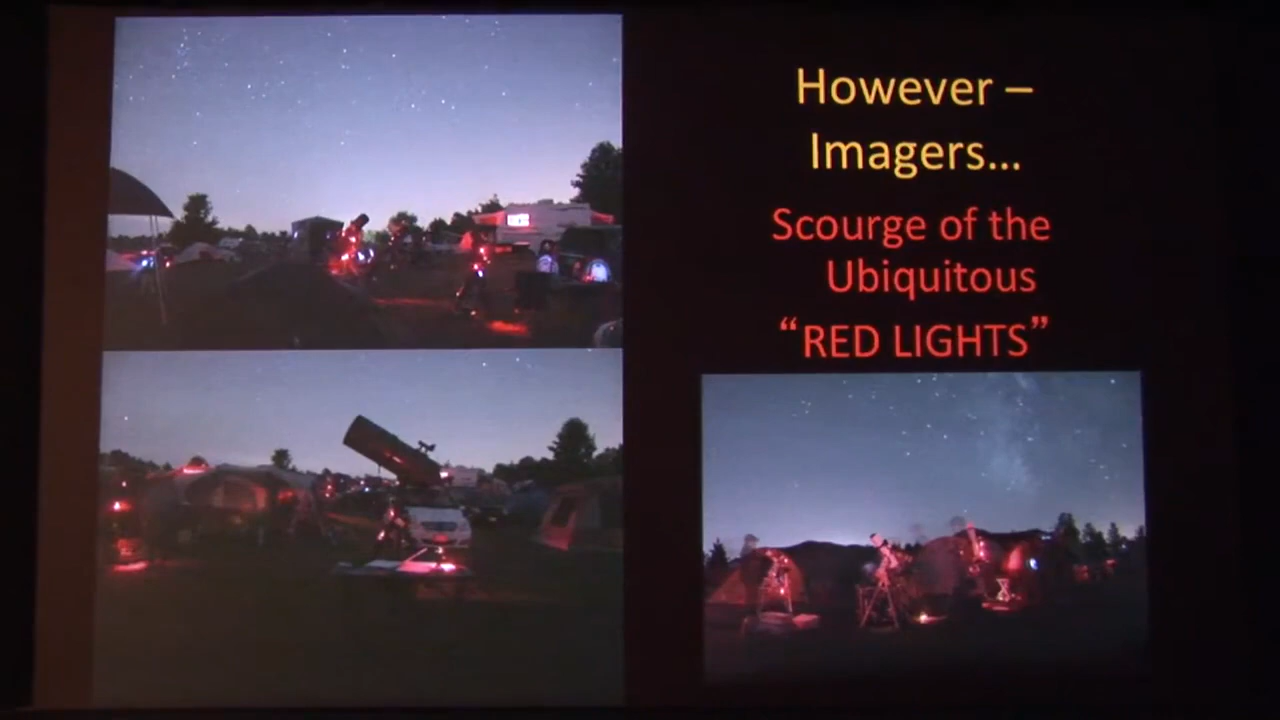 However –
Imagers...
Scourge of the
Ubiquitous
“RED LIGHTS”